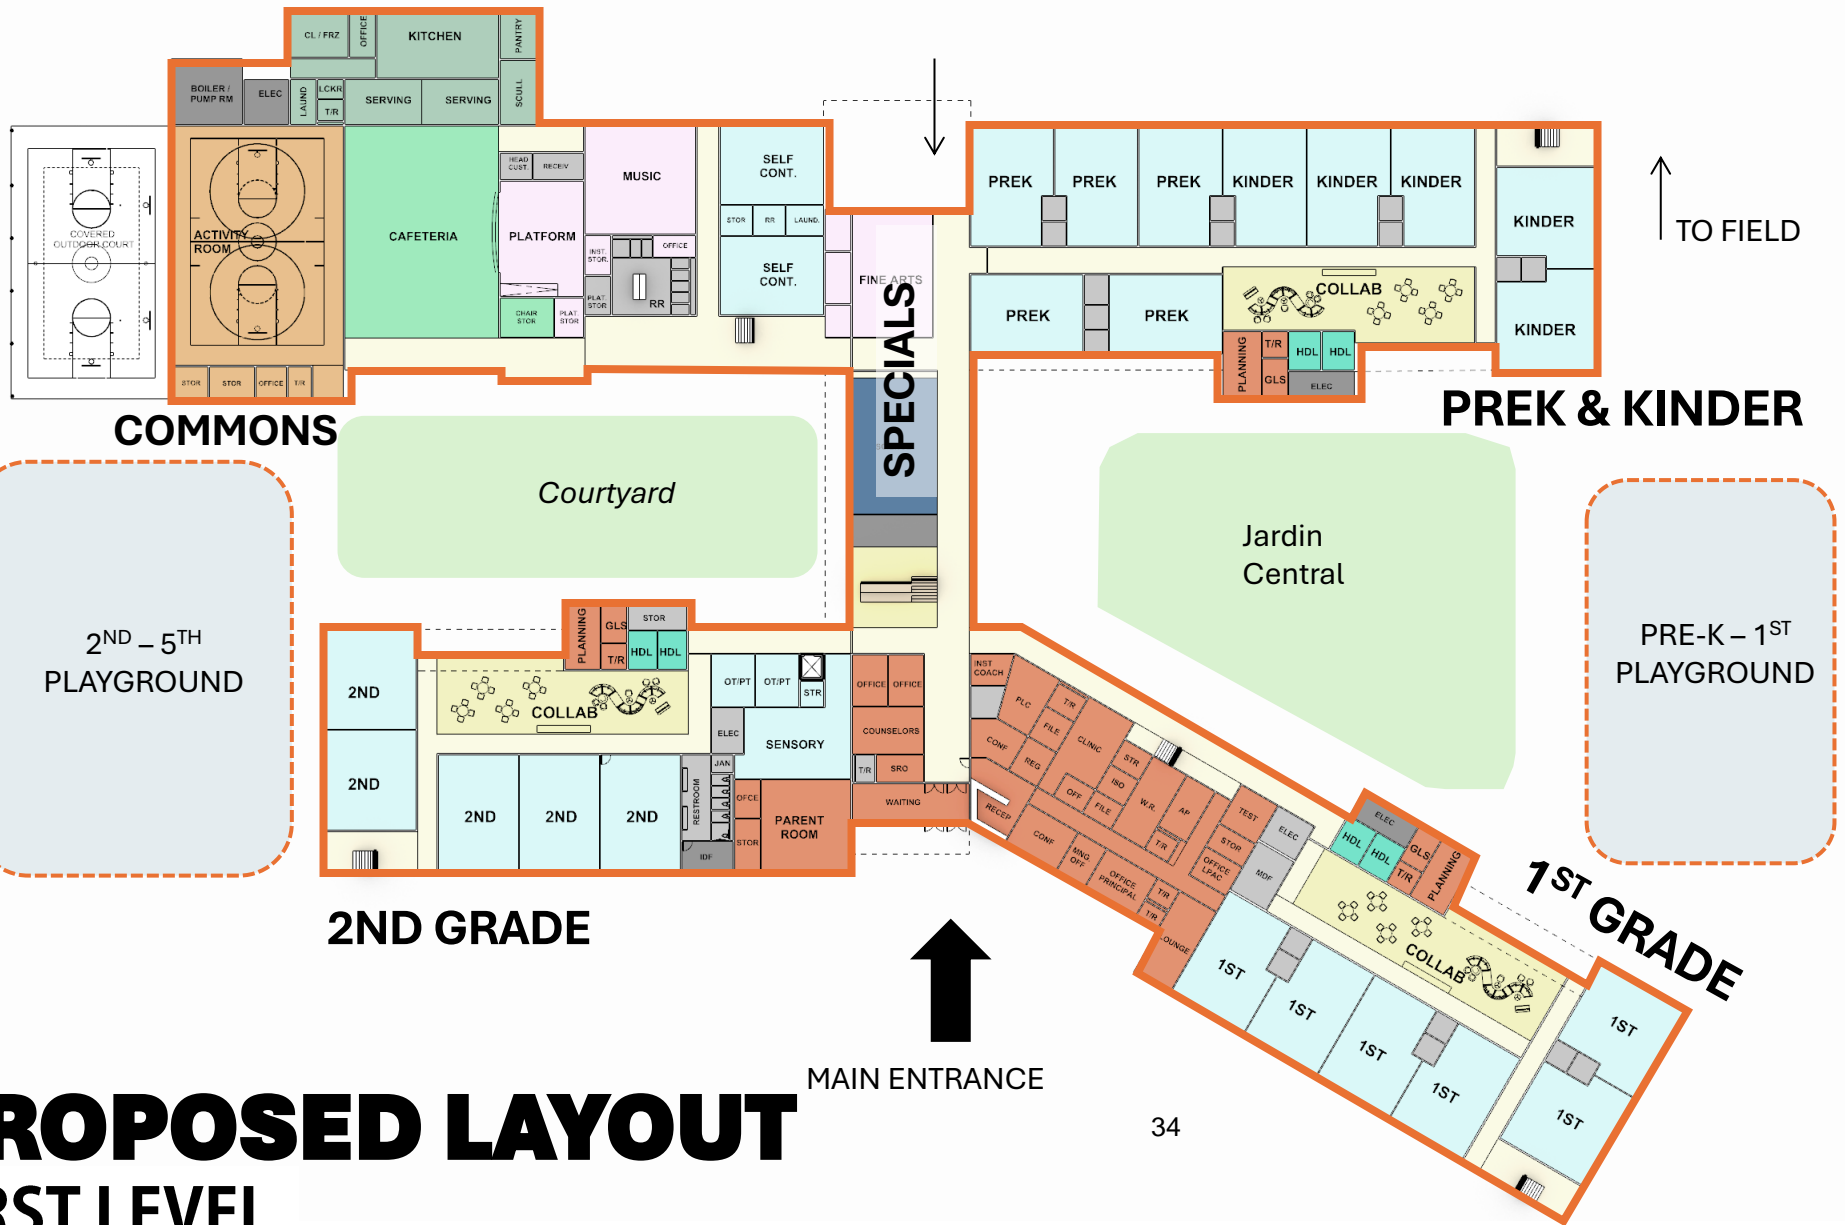 CL / FRZ
OFFICE
KITCHEN
PANTRY
BOILER /
PUMP RM
ELEC
LAUND
LCKR
T/R
SERVING
SERVING
SCULL
COVERED
OUTDOOR COURT
ACTIVITY
ROOM
CAFETERIA
HEAD
CUST.
RECEIV
PLATFORM
MUSIC
INST.
STOR.
OFFICE
PLAT.
STOR
RR
CHAIR
STOR
PLAT.
STOR
SELF
CONT.
STOR
RR
LAUND.
SELF
CONT.
FINE ARTS
SPECIALS
STOR
STOR
OFFICE
T/R
COMMONS
PREK
PREK
PREK
KINDER
KINDER
KINDER
KINDER
KINDER
PREK
PREK
COLLAB
PLANNING
T/R
GLS
HDL
HDL
ELEC
TO FIELD
PREK & KINDER
Courtyard
Jardin
Central
2ND – 5TH
PLAYGROUND
PRE-K – 1ST
PLAYGROUND
2ND
2ND
PLANNING
GLS
T/R
STOR
HDL
HDL
COLLAB
OT/PT
OT/PT
STR
ELEC
SENSORY
2ND
2ND
2ND
RESTROOM
JAN
IDF
OFCE
STOR
PARENT
ROOM
OFFICE
OFFICE
COUNSELORS
T/R
SRO
WAITING
INST
COACH
PLC
T/R
FILE
CLINIC
CONF
REG
STR
ISO
OFF
FILE
W.R.
AP
T/R
RECEP
CONF
MNG.
OFF
OFFICE
PRINCIPAL
T/R
T/R
LOUNGE
TEST
STOR
OFFICE
LPAC
ELEC
MDF
ELEC
HDL
HDL
GLS
T/R
PLANNING
COLLAB
1ST
1ST
1ST
1ST
1ST
1ST
1ST GRADE
2ND GRADE
MAIN ENTRANCE
34
ROPOSED LAYOUT
RST LEVEL